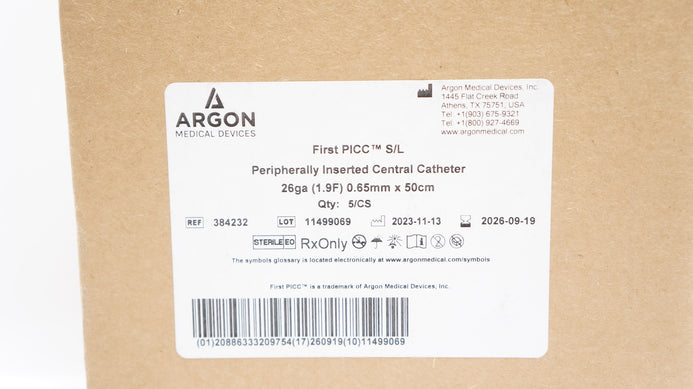 ARGON
MEDICAL DEVICES
Argon Medical Devices, Inc.
1445 Flat Creek Road
Athens, TX 75751, USA
Tel: +1(903) 675-9321
Tel: +1(800) 927-4669
www.argonmedical.com
First PICC™ S/L
Peripherally Inserted Central Catheter
26ga (1.9F) 0.65mm x 50cm
Qty: 5/CS
REF 384232 LOT 11499069 2023-11-13 2026-09-19
STERILE EO RxOnly
The symbols glossary is located electronically at www.argonmedical.com/symbols
First PICC™ is a trademark of Argon Medical Devices, Inc.
(01)20886333209754(17)260919(10)11499069